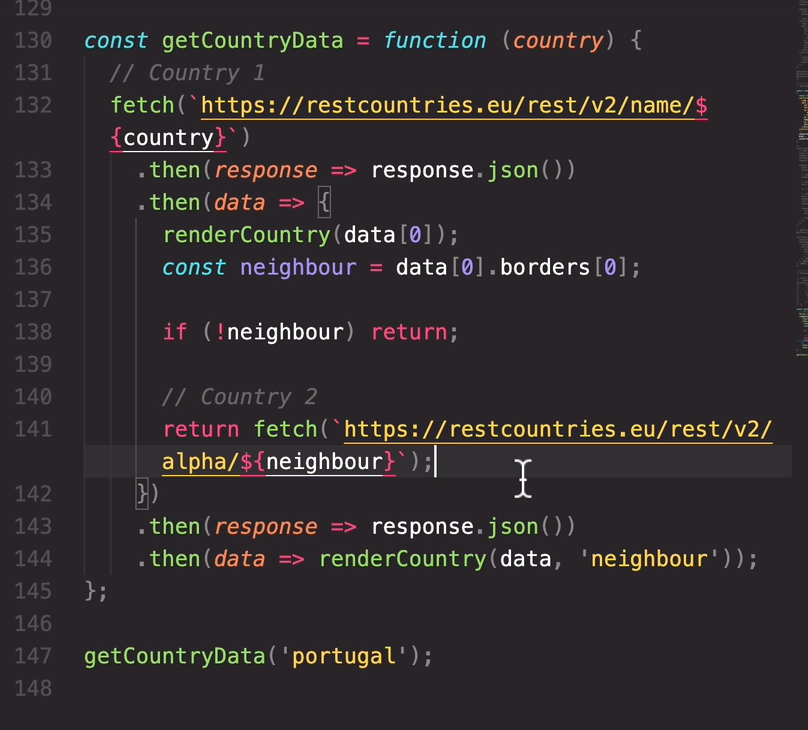 129
130 const getCountryData = function (country) {
131 // Country 1
132 fetch(`https://restcountries.eu/rest/v2/name/$
{country}`)
133 .then(response => response.json())
134 .then(data => {
135 renderCountry(data[0]);
136 const neighbour = data[0].borders[0];
137
138 if (!neighbour) return;
139
140 // Country 2
141 return fetch(`https://restcountries.eu/rest/v2/
alpha/${neighbour}`);
142 })
143 .then(response => response.json())
144 .then(data => renderCountry(data, 'neighbour'));
145 };
146
147 getCountryData('portugal');
148